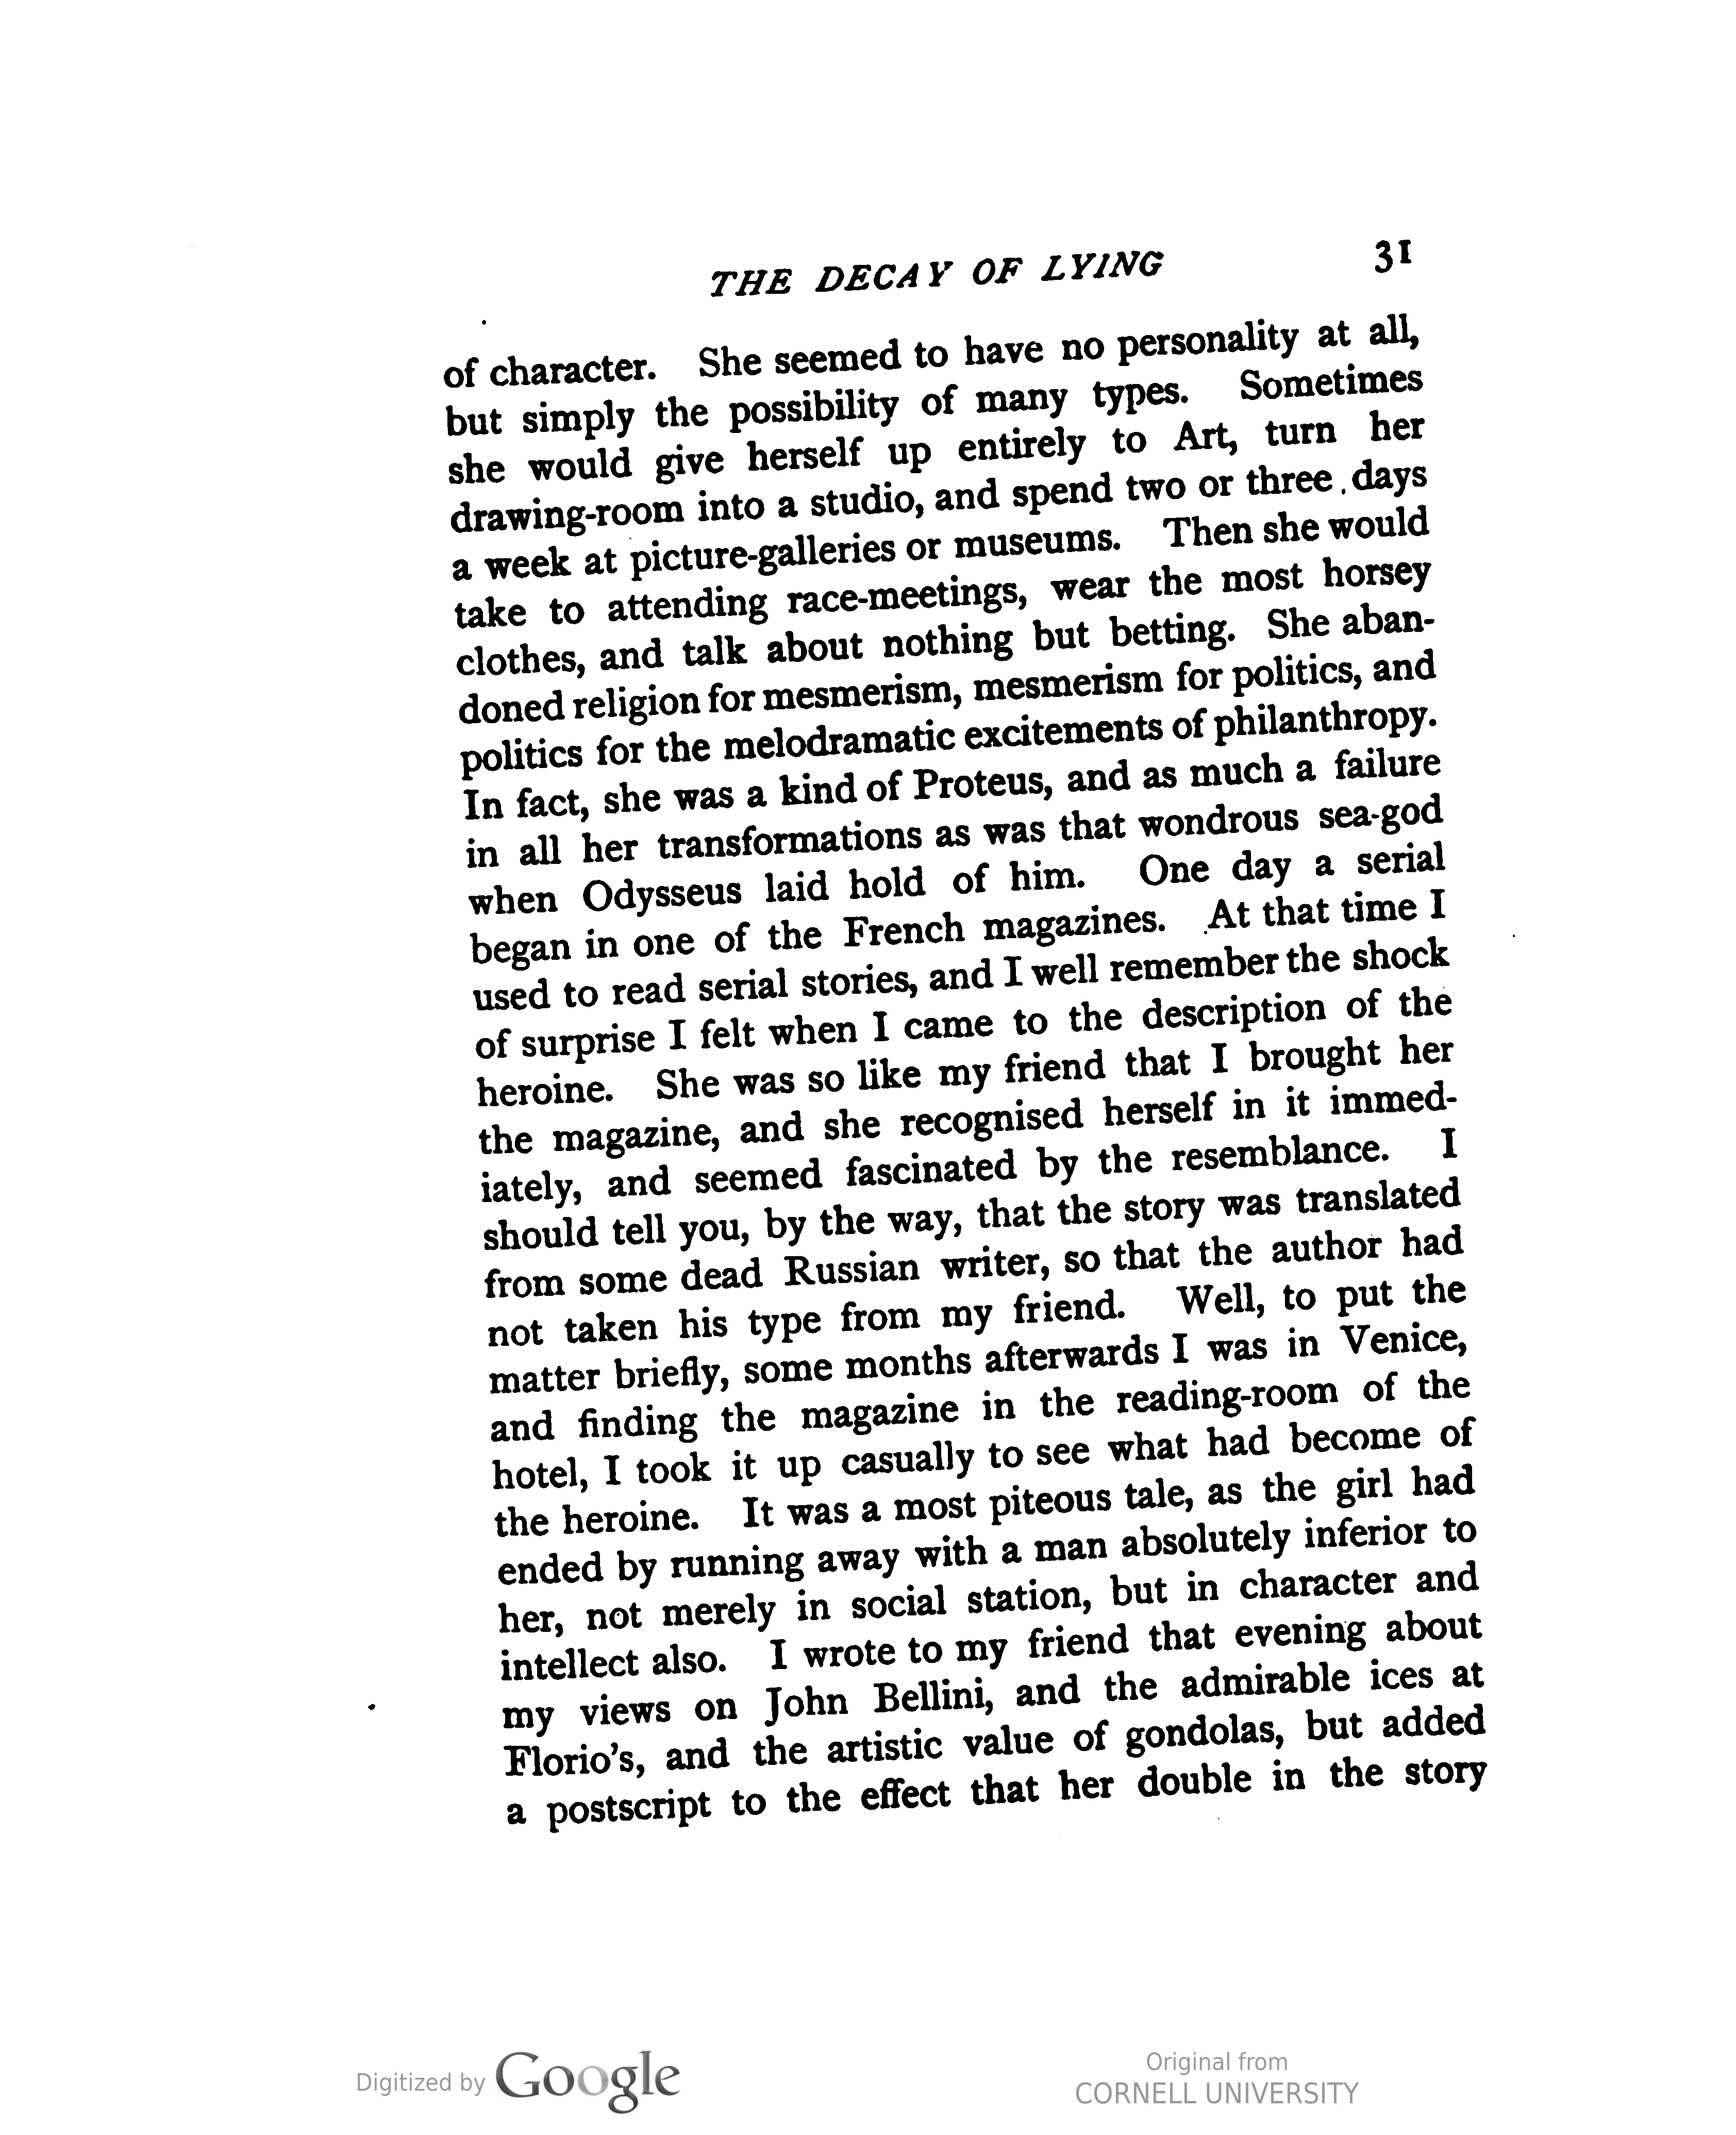 THE DECAY OF LYING 31
of character. She seemed to have no personality at all,
but simply the possibility of many types. Sometimes
she would give herself up entirely to Art, turn her
drawing-room into a studio, and spend two or three days
a week at picture-galleries or museums. Then she would
take to attending race-meetings, wear the most horsey
clothes, and talk about nothing but betting. She aban-
doned religion for mesmerism, mesmerism for politics, and
politics for the melodramatic excitements of philanthropy.
In fact, she was a kind of Proteus, and as much a failure
in all her transformations as was that wondrous sea-god
when Odysseus laid hold of him. One day a serial
began in one of the French magazines. At that time I
used to read serial stories, and I well remember the shock
of surprise I felt when I came to the description of the
heroine. She was so like my friend that I brought her
the magazine, and she recognised herself in it immed-
iately, and seemed fascinated by the resemblance. I
should tell you, by the way, that the story was translated
from some dead Russian writer, so that the author had
not taken his type from my friend. Well, to put the
matter briefly, some months afterwards I was in Venice,
and finding the magazine in the reading-room of the
hotel, I took it up casually to see what had become of
the heroine. It was a most piteous tale, as the girl had
ended by running away with a man absolutely inferior to
her, not merely in social station, but in character and
intellect also. I wrote to my friend that evening about
my views on John Bellini, and the admirable ices at
Florio's, and the artistic value of gondolas, but added
a postscript to the effect that her double in the story
Digitized by Google
Original from
CORNELL UNIVERSITY